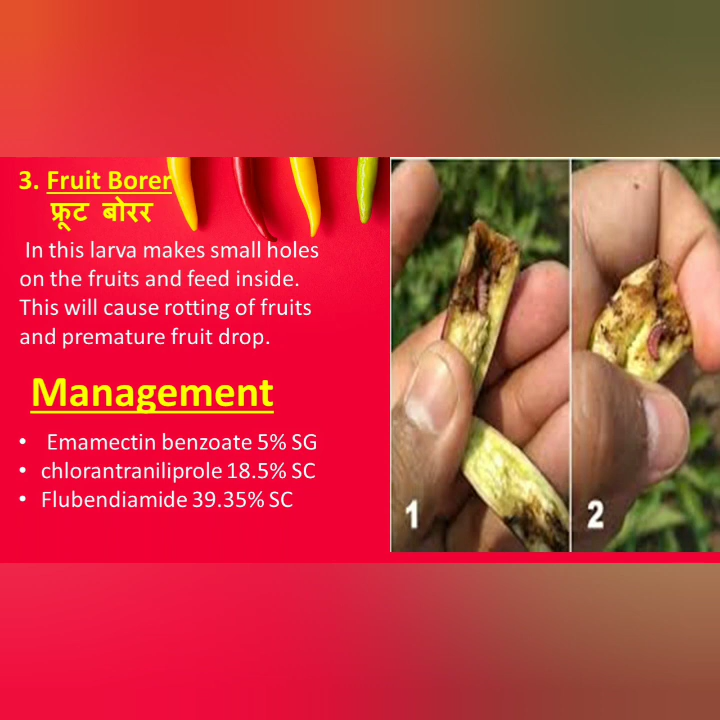 3. Fruit Borer
फ्रूट बोरर
In this larva makes small holes
on the fruits and feed inside.
This will cause rotting of fruits
and premature fruit drop.
Management
• Emamectin benzoate 5% SG
• chlorantraniliprole 18.5% SC
• Flubendiamide 39.35% SC
1
2